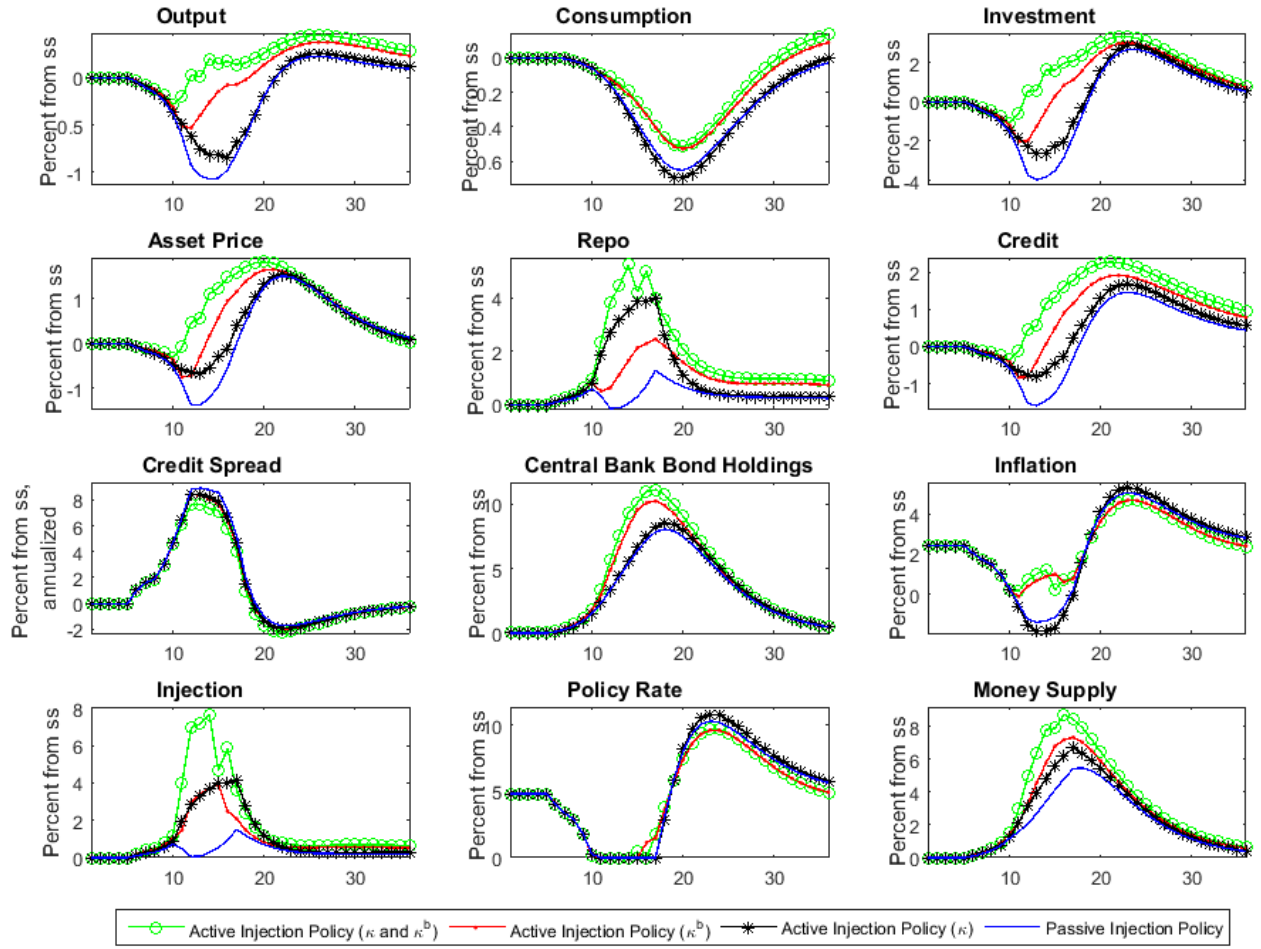 Output
Percent from ss
0
-0.5
-1
10 20 30
Consumption
Percent from ss
0
0.2
0.4
0.6
10 20 30
Investment
Percent from ss
2
0
-2
-4
10 20 30
Asset Price
Percent from ss
1
0
-1
10 20 30
Repo
Percent from ss
4
2
0
10 20 30
Credit
Percent from ss
2
1
0
-1
10 20 30
Credit Spread
Percent from ss,
annualized
8
6
4
2
0
-2
10 20 30
Central Bank Bond Holdings
Percent from ss
10
5
0
10 20 30
Inflation
Percent from ss
4
2
0
10 20 30
Injection
Percent from ss
8
6
4
2
0
10 20 30
Policy Rate
Percent from ss
10
5
0
10 20 30
Money Supply
Percent from ss
8
6
4
2
0
10 20 30
Active Injection Policy (κ and κᵇ) Active Injection Policy (κᵇ) Active Injection Policy (κ) Passive Injection Policy